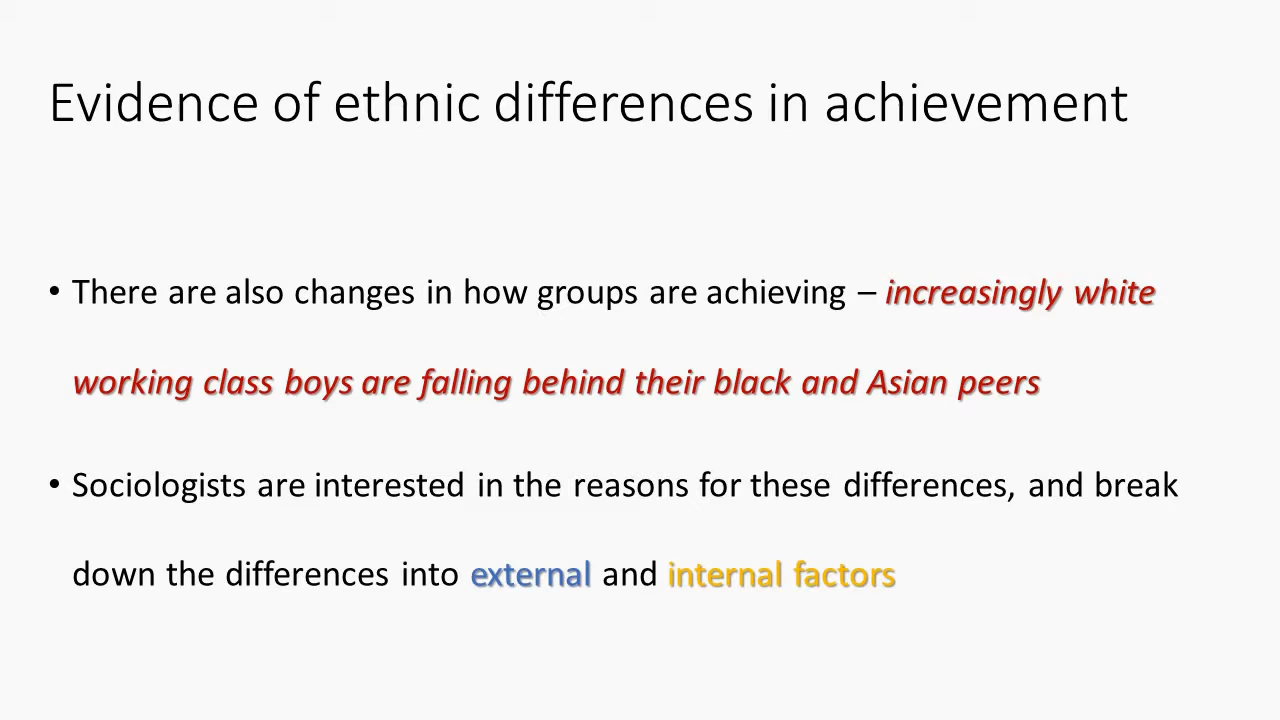 Evidence of ethnic differences in achievement
• There are also changes in how groups are achieving – increasingly white
working class boys are falling behind their black and Asian peers
• Sociologists are interested in the reasons for these differences, and break
down the differences into external and internal factors